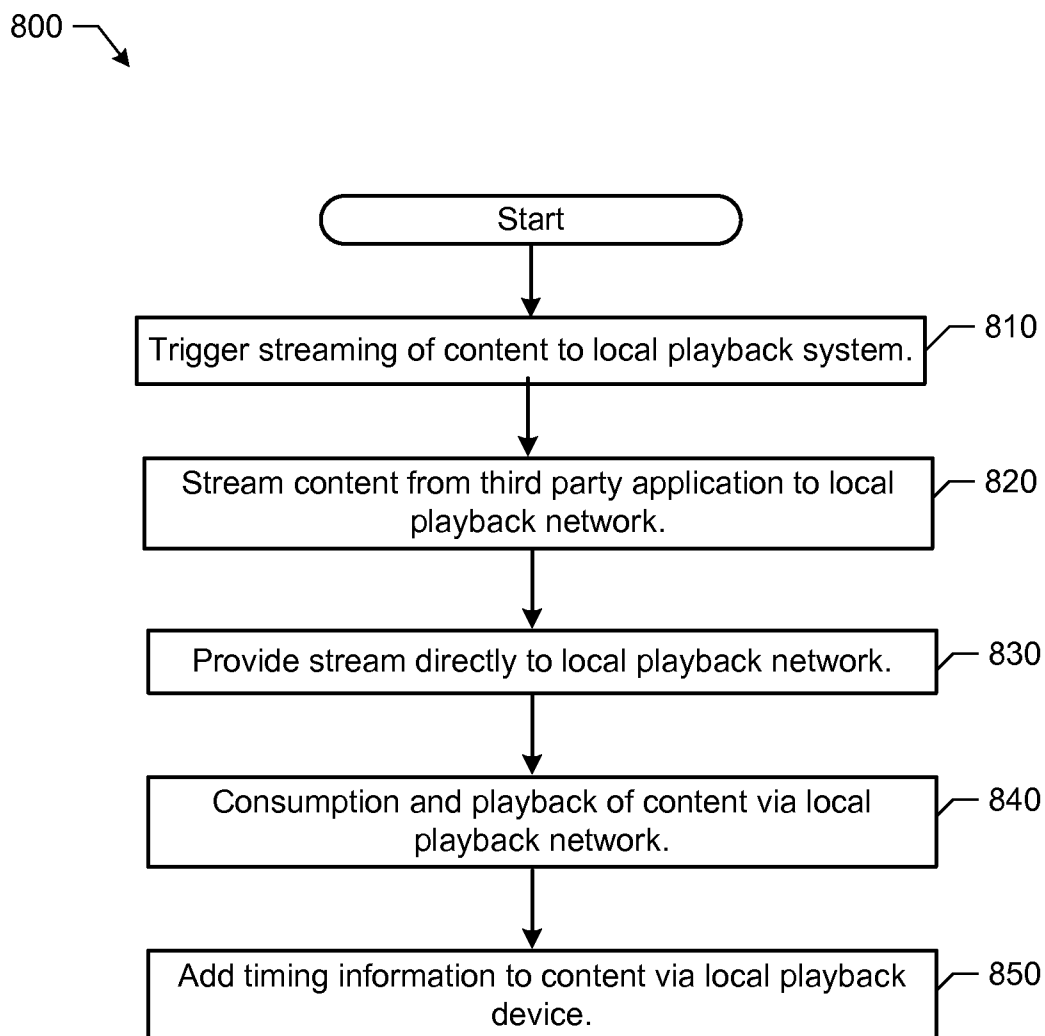 800
Start
Trigger streaming of content to local playback system.
810
Stream content from third party application to local
playback network.
820
Provide stream directly to local playback network.
830
Consumption and playback of content via local
playback network.
840
Add timing information to content via local playback
device.
850